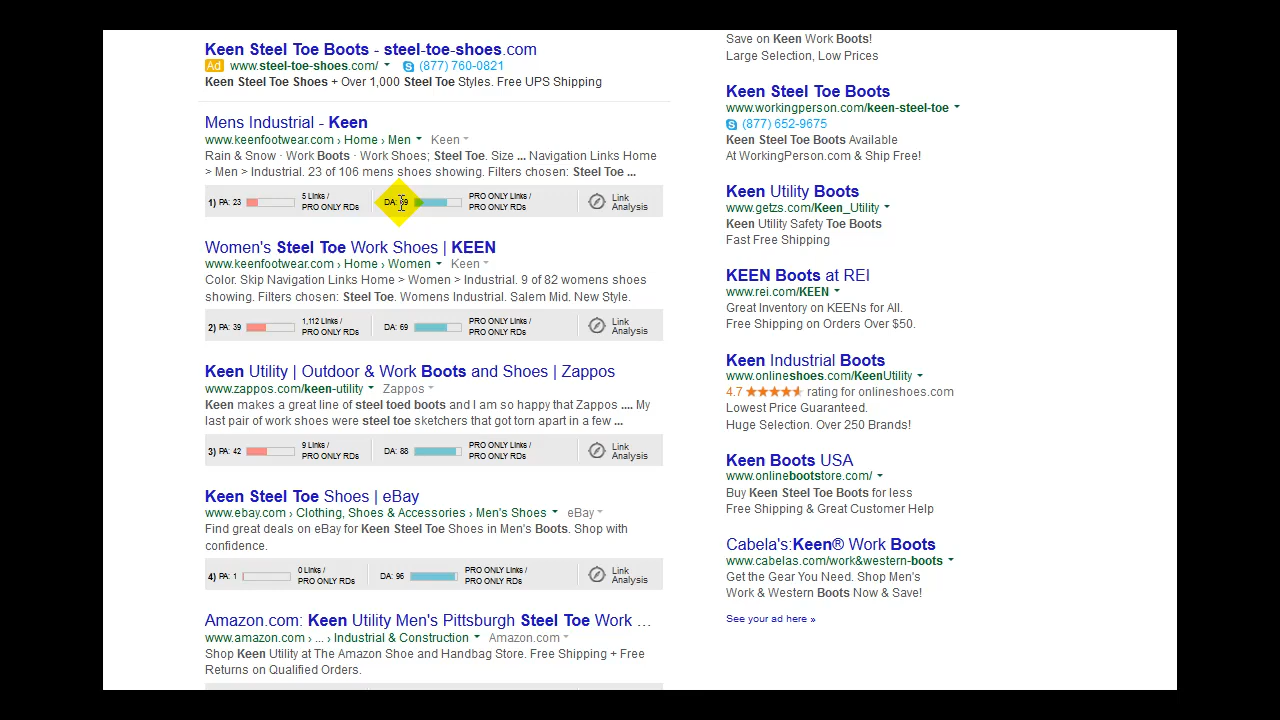 Keen Steel Toe Boots - steel-toe-shoes.com
Ad www.steel-toe-shoes.com/ (877) 760-0821
Keen Steel Toe Shoes + Over 1,000 Steel Toe Styles. Free UPS Shipping
Mens Industrial - Keen
www.keenfootwear.com › Home › Men Keen
Rain & Snow · Work Boots · Work Shoes; Steel Toe. Size ... Navigation Links Home
> Men > Industrial. 23 of 106 mens shoes showing. Filters chosen: Steel Toe ...
1) PA: 23 5 Links / PRO ONLY RDs DA: 69 PRO ONLY Links / PRO ONLY RDs Link Analysis
Women's Steel Toe Work Shoes | KEEN
www.keenfootwear.com › Home › Women Keen
Color. Skip Navigation Links Home > Women > Industrial. 9 of 82 womens shoes
showing. Filters chosen: Steel Toe. Womens Industrial. Salem Mid. New Style.
2) PA: 39 1,112 Links / PRO ONLY RDs DA: 69 PRO ONLY Links / PRO ONLY RDs Link Analysis
Keen Utility | Outdoor & Work Boots and Shoes | Zappos
www.zappos.com/keen-utility Zappos
Keen makes a great line of steel toed boots and I am so happy that Zappos .... My
last pair of work shoes were steel toe sketchers that got torn apart in a few ...
3) PA: 42 9 Links / PRO ONLY RDs DA: 88 PRO ONLY Links / PRO ONLY RDs Link Analysis
Keen Steel Toe Shoes | eBay
www.ebay.com › Clothing, Shoes & Accessories › Men's Shoes eBay
Find great deals on eBay for Keen Steel Toe Shoes in Men's Boots. Shop with
confidence.
4) PA: 1 0 Links / PRO ONLY RDs DA: 96 PRO ONLY Links / PRO ONLY RDs Link Analysis
Amazon.com: Keen Utility Men's Pittsburgh Steel Toe Work ...
www.amazon.com › ... › Industrial & Construction Amazon.com
Shop Keen Utility at The Amazon Shoe and Handbag Store. Free Shipping + Free
Returns on Qualified Orders.
Save on Keen Work Boots!
Large Selection, Low Prices
Keen Steel Toe Boots
www.workingperson.com/keen-steel-toe
(877) 652-9675
Keen Steel Toe Boots Available
At WorkingPerson.com & Ship Free!
Keen Utility Boots
www.getzs.com/Keen_Utility
Keen Utility Safety Toe Boots
Fast Free Shipping
KEEN Boots at REI
www.rei.com/KEEN
Great Inventory on KEENs for All.
Free Shipping on Orders Over $50.
Keen Industrial Boots
www.onlineshoes.com/KeenUtility
4.7 rating for onlineshoes.com
Lowest Price Guaranteed.
Huge Selection. Over 250 Brands!
Keen Boots USA
www.onlinebootstore.com/
Buy Keen Steel Toe Boots for less
Free Shipping & Great Customer Help
Cabela's:Keen® Work Boots
www.cabelas.com/work&western-boots
Get the Gear You Need. Shop Men's
Work & Western Boots Now & Save!
See your ad here »